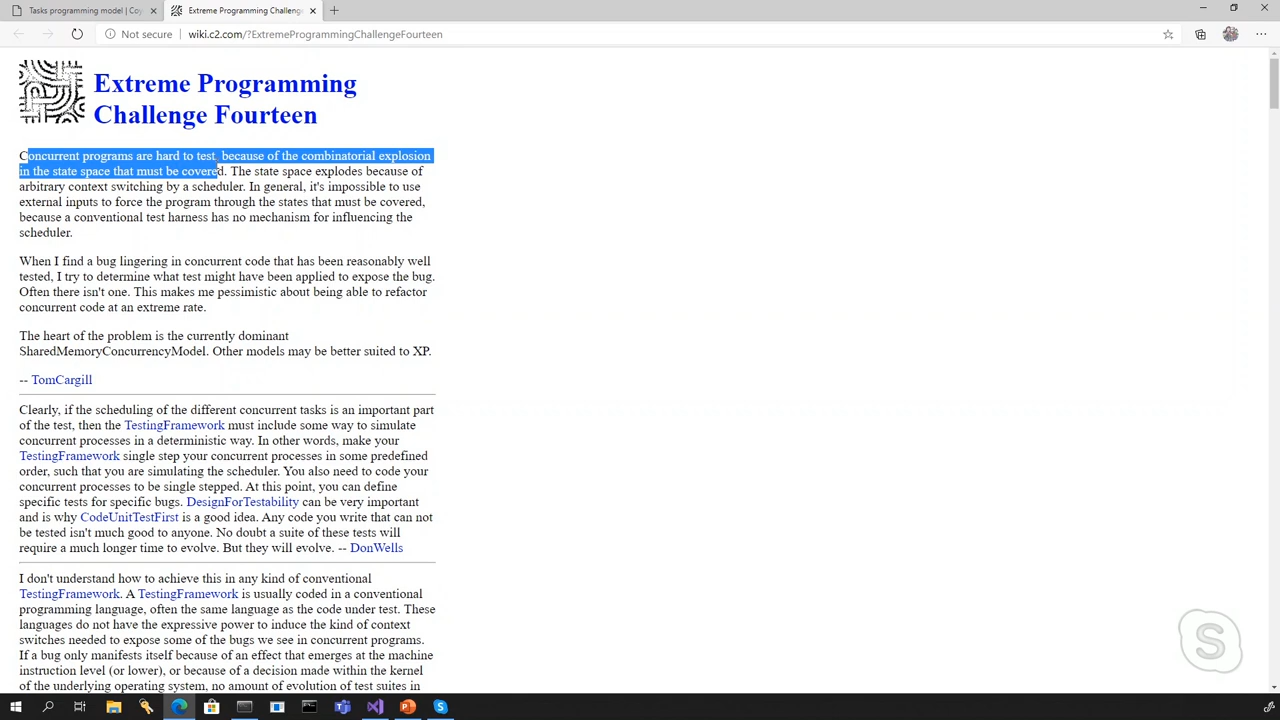 Tasks programming model | Coy
Extreme Programming Challenge
Not secure
wiki.c2.com/?ExtremeProgrammingChallengeFourteen
Extreme Programming
Challenge Fourteen
Concurrent programs are hard to test, because of the combinatorial explosion
in the state space that must be covered. The state space explodes because of
arbitrary context switching by a scheduler. In general, it's impossible to use
external inputs to force the program through the states that must be covered,
because a conventional test harness has no mechanism for influencing the
scheduler.
When I find a bug lingering in concurrent code that has been reasonably well
tested, I try to determine what test might have been applied to expose the bug.
Often there isn't one. This makes me pessimistic about being able to refactor
concurrent code at an extreme rate.
The heart of the problem is the currently dominant
SharedMemoryConcurrencyModel. Other models may be better suited to XP.
-- TomCargill
Clearly, if the scheduling of the different concurrent tasks is an important part
of the test, then the TestingFramework must include some way to simulate
concurrent processes in a deterministic way. In other words, make your
TestingFramework single step your concurrent processes in some predefined
order, such that you are simulating the scheduler. You also need to code your
concurrent processes to be single stepped. At this point, you can define
specific tests for specific bugs. DesignForTestability can be very important
and is why CodeUnitTestFirst is a good idea. Any code you write that can not
be tested isn't much good to anyone. No doubt a suite of these tests will
require a much longer time to evolve. But they will evolve. -- DonWells
I don't understand how to achieve this in any kind of conventional
TestingFramework. A TestingFramework is usually coded in a conventional
programming language, often the same language as the code under test. These
languages do not have the expressive power to induce the kind of context
switches needed to expose some of the bugs we see in concurrent programs.
If a bug only manifests itself because of an effect that emerges at the machine
instruction level (or lower), or because of a decision made within the kernel
of the underlying operating system, no amount of evolution of test suites in